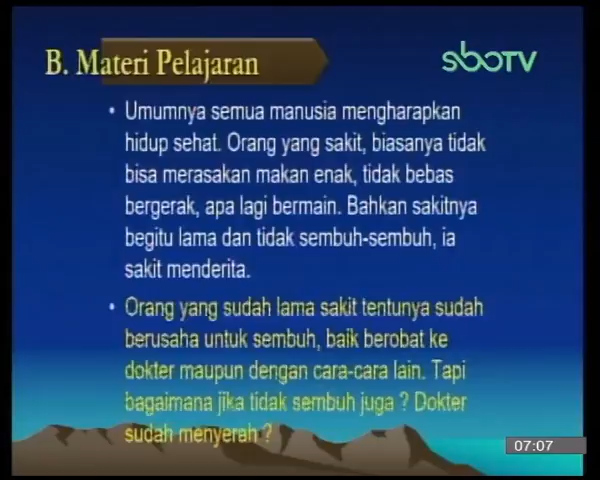 B. Materi Pelajaran
sboTV
• Umumnya semua manusia mengharapkan
hidup sehat. Orang yang sakit, biasanya tidak
bisa merasakan makan enak, tidak bebas
bergerak, apa lagi bermain. Bahkan sakitnya
begitu lama dan tidak sembuh-sembuh, ia
sakit menderita.
• Orang yang sudah lama sakit tentunya sudah
berusaha untuk sembuh, baik berobat ke
dokter maupun dengan cara-cara lain. Tapi
bagaimana jika tidak sembuh juga ? Dokter
sudah menyerah ?
07:07